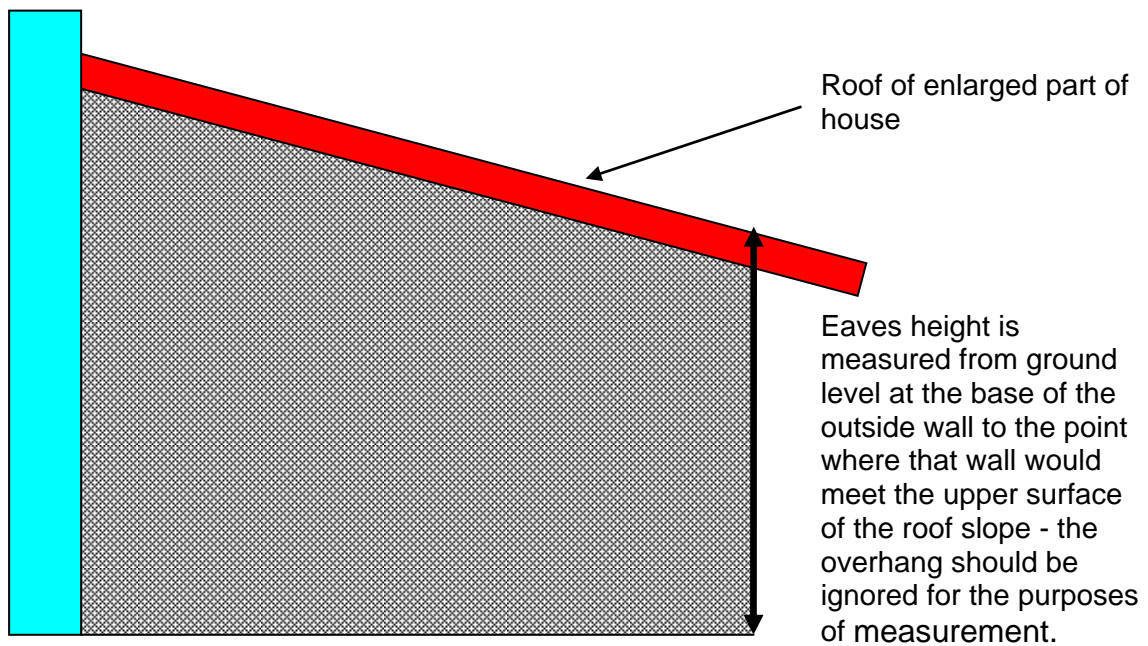 Roof of enlarged part of
house
Eaves height is
measured from ground
level at the base of the
outside wall to the point
where that wall would
meet the upper surface
of the roof slope - the
overhang should be
ignored for the purposes
of measurement.